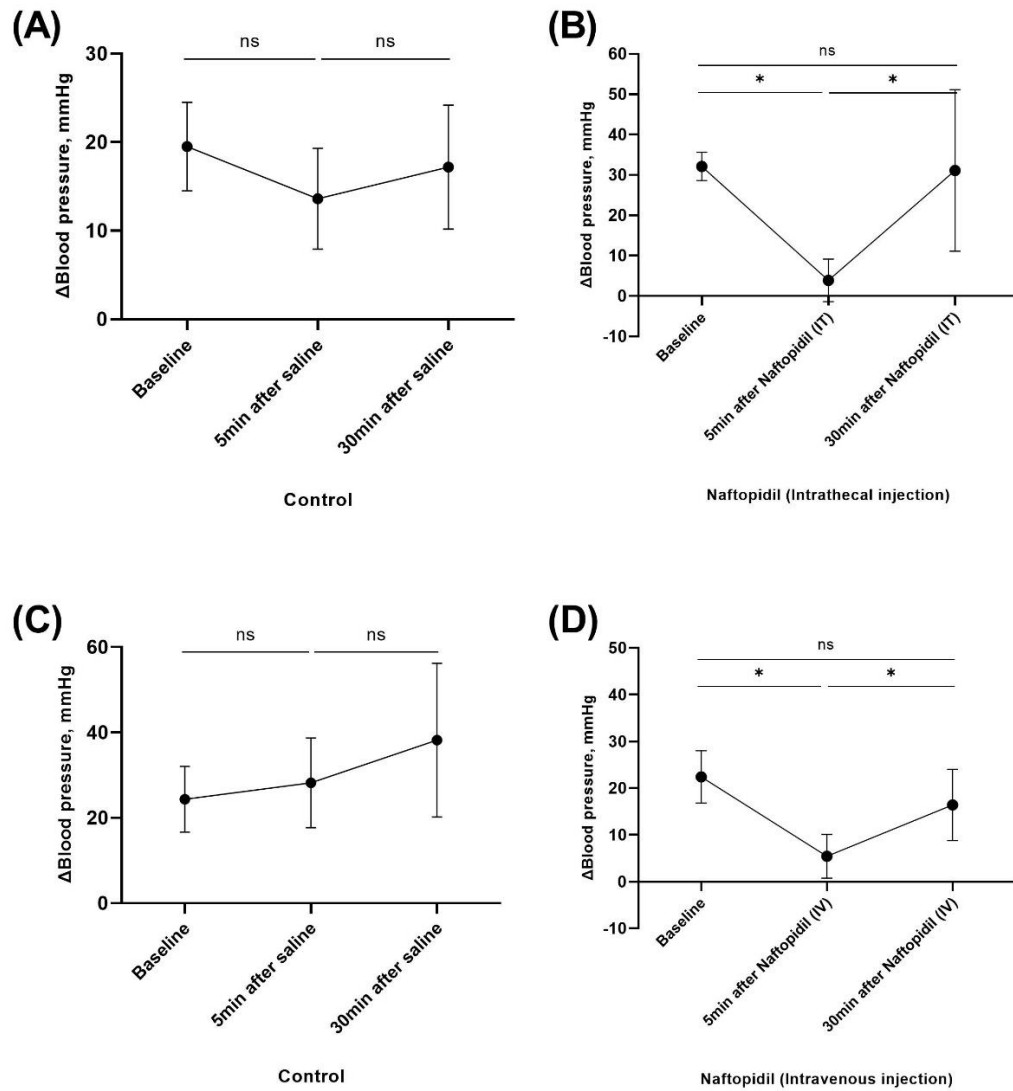 (A)
ns ns
ΔBlood pressure, mmHg
30
20
10
0
Baseline
5min after saline
30min after saline
Control
(B)
ns
* *
ΔBlood pressure, mmHg
60
50
40
30
20
10
0
-10
Baseline
5min after Naftopidil (IT)
30min after Naftopidil (IT)
Naftopidil (Intrathecal injection)
(C)
ns ns
ΔBlood pressure, mmHg
60
40
20
0
Baseline
5min after saline
30min after saline
Control
(D)
ns
* *
ΔBlood pressure, mmHg
50
40
30
20
10
0
-10
Baseline
5min after Naftopidil (IV)
30min after Naftopidil (IV)
Naftopidil (Intravenous injection)